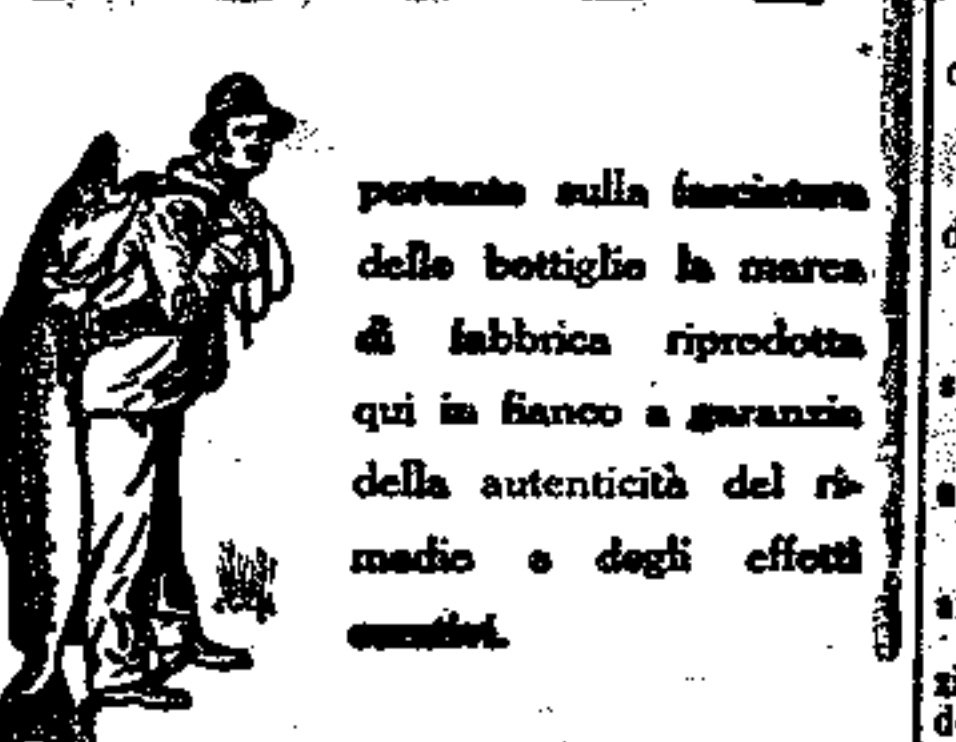 portante sulla fasciatura
delle bottiglie la marca
di fabbrica riprodotta
qui in fianco a garanzia
della autenticità del ri-
medio e degli effetti
curativi.